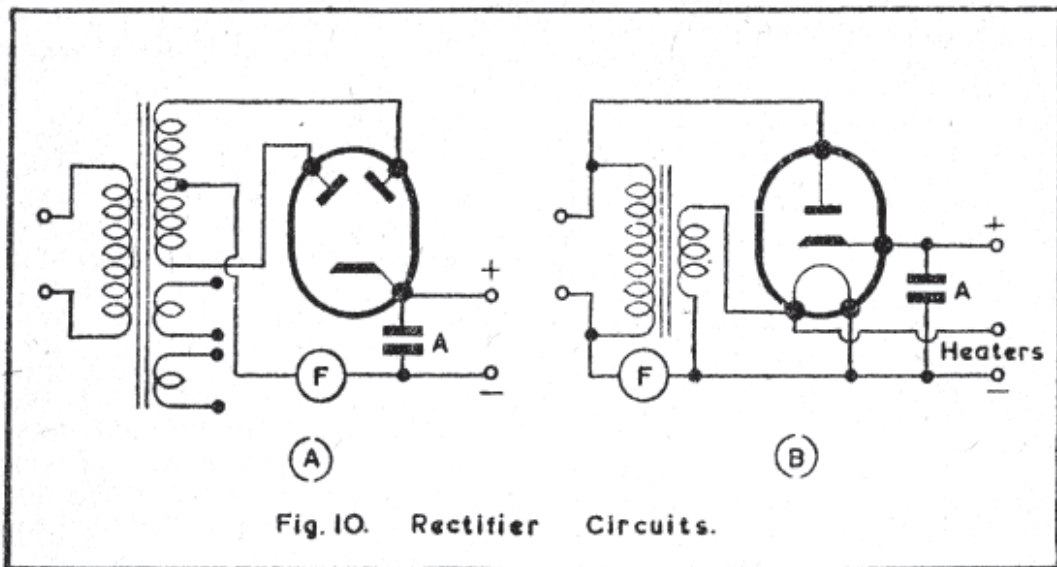 +
A
F
−
(A)
+
A
Heaters
F
−
(B)
Fig. 10. Rectifier Circuits.